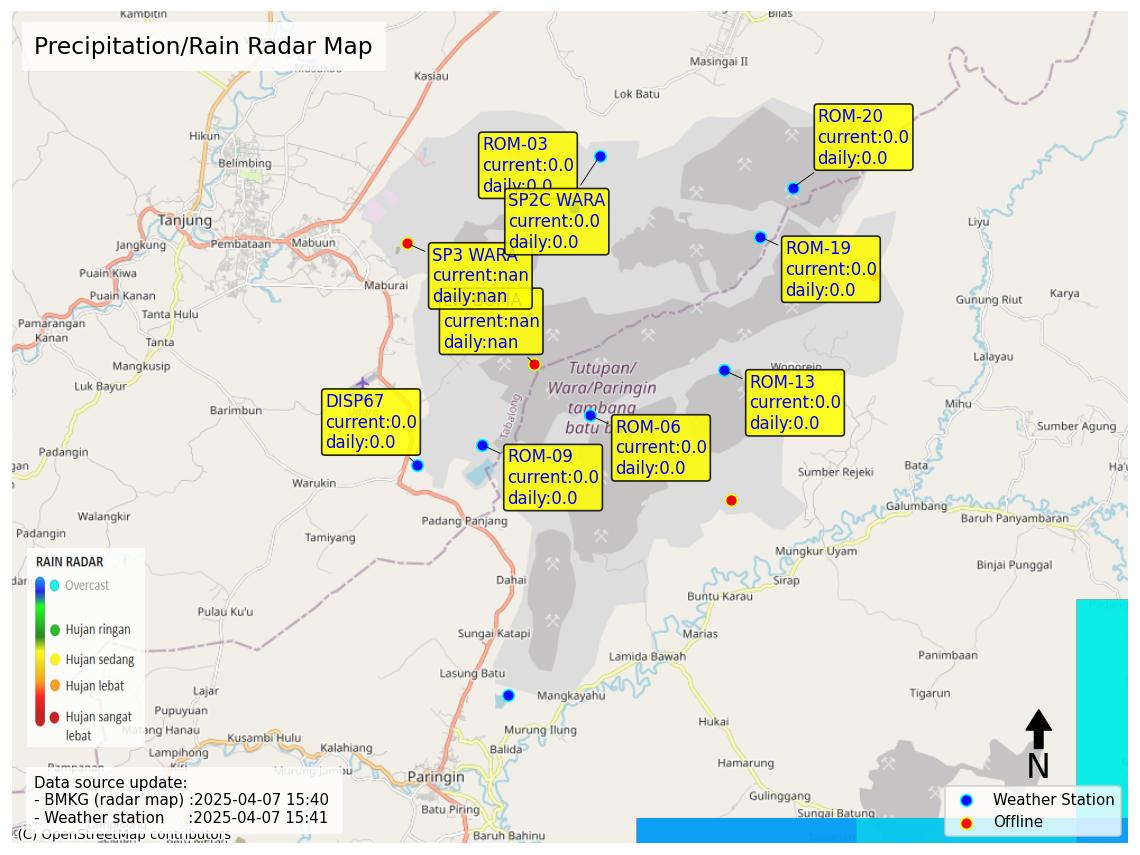 Kambitin
Bilas
Precipitation/Rain Radar Map
Masukau
Masingai II
Kasiau
Lok Batu
Hikun
Belimbing
ROM-03
current:0.0
daily:0.0
ROM-20
current:0.0
daily:0.0
SP2C WARA
current:0.0
daily:0.0
Tanjung
Liyu
Jangkung
Pembataan
Mabuun
SP3 WARA
current:nan
daily:nan
ROM-19
current:0.0
daily:0.0
Puain Kiwa
Maburai
Puain Kanan
Karya
Gunung Riut
Tanta Hulu
current:nan
daily:nan
Pamarangan
Kanan
Tanta
Lalayau
Mangkusip
Luk Bayur
Tutupan/
Wara/Paringin
tambang
batu b
Wonorejo
ROM-13
current:0.0
daily:0.0
DISP67
current:0.0
daily:0.0
Barimbun
Tabalong
Mihu
ROM-06
current:0.0
daily:0.0
Sumber Agung
Padangin
ROM-09
current:0.0
daily:0.0
Bata
Sumber Rejeki
Warukin
Galumbang
Walangkir
Padang Panjang
Baruh Panyambaran
Padangin
Tamiyang
Mungkur Uyam
Binjai Punggal
RAIN RADAR
Overcast
Hujan ringan
Hujan sedang
Hujan lebat
Hujan sangat
lebat
Dahai
Sirap
Buntu Karau
Pulau Ku'u
Sungai Katapi
Marias
Lamida Bawah
Panimbaan
Lasung Batu
Lajar
Mangkayahu
Tigarun
Pupuyuan
Hukai
Matang Hanau
Murung Ilung
Kusambi Hulu
Kalahiang
Balida
Lampihong
Kiri
Hamarung
N
Pampanan
Murung Jambu
Paringin
Data source update:
- BMKG (radar map) :2025-04-07 15:40
- Weather station :2025-04-07 15:41
Gulinggang
Weather Station
Offline
Batu Piring
Sungai Batung
Baruh Bahinu
(C) OpenStreetMap contributors